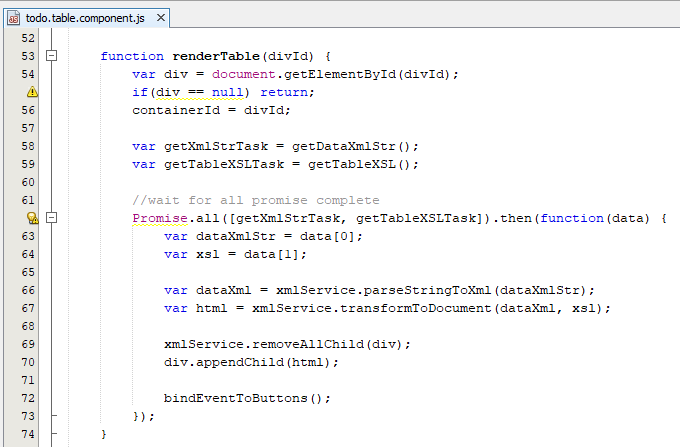 todo.table.component.js
52
53 function renderTable(divId) {
54 var div = document.getElementById(divId);
if(div == null) return;
56 containerId = divId;
57
58 var getXmlStrTask = getDataXmlStr();
59 var getTableXSLTask = getTableXSL();
60
61 //wait for all promise complete
Promise.all([getXmlStrTask, getTableXSLTask]).then(function(data) {
63 var dataXmlStr = data[0];
64 var xsl = data[1];
65
66 var dataXml = xmlService.parseStringToXml(dataXmlStr);
67 var html = xmlService.transformToDocument(dataXml, xsl);
68
69 xmlService.removeAllChild(div);
70 div.appendChild(html);
71
72 bindEventToButtons();
73 });
74 }